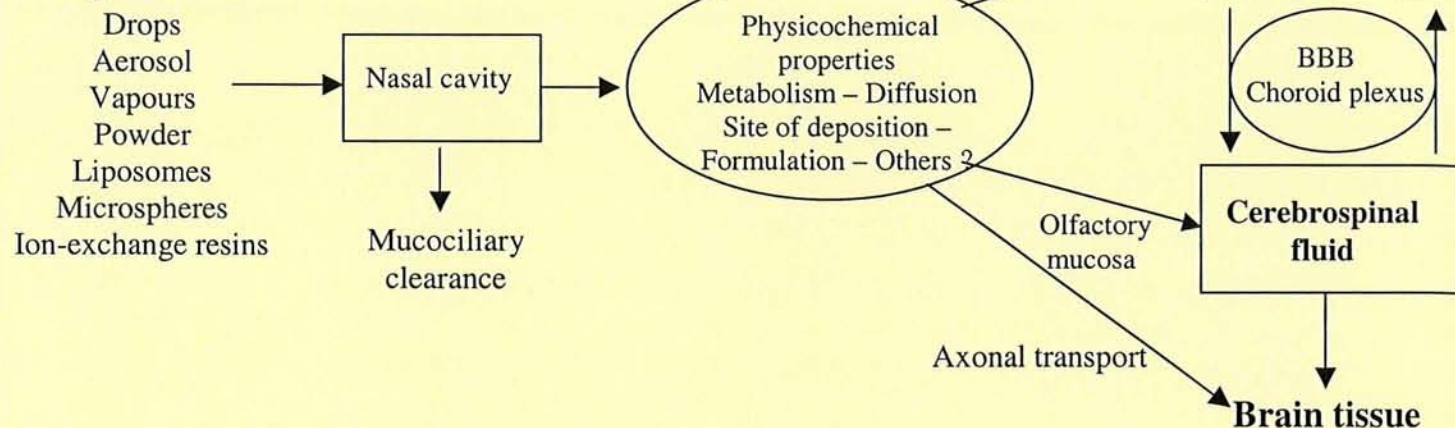 Drops
Aerosol
Vapours
Powder
Liposomes
Microspheres
Ion-exchange resins
Nasal cavity
Mucociliary
clearance
Physicochemical
properties
Metabolism – Diffusion
Site of deposition –
Formulation – Others ?
Olfactory
mucosa
Axonal transport
BBB
Choroid plexus
Cerebrospinal
fluid
Brain tissue